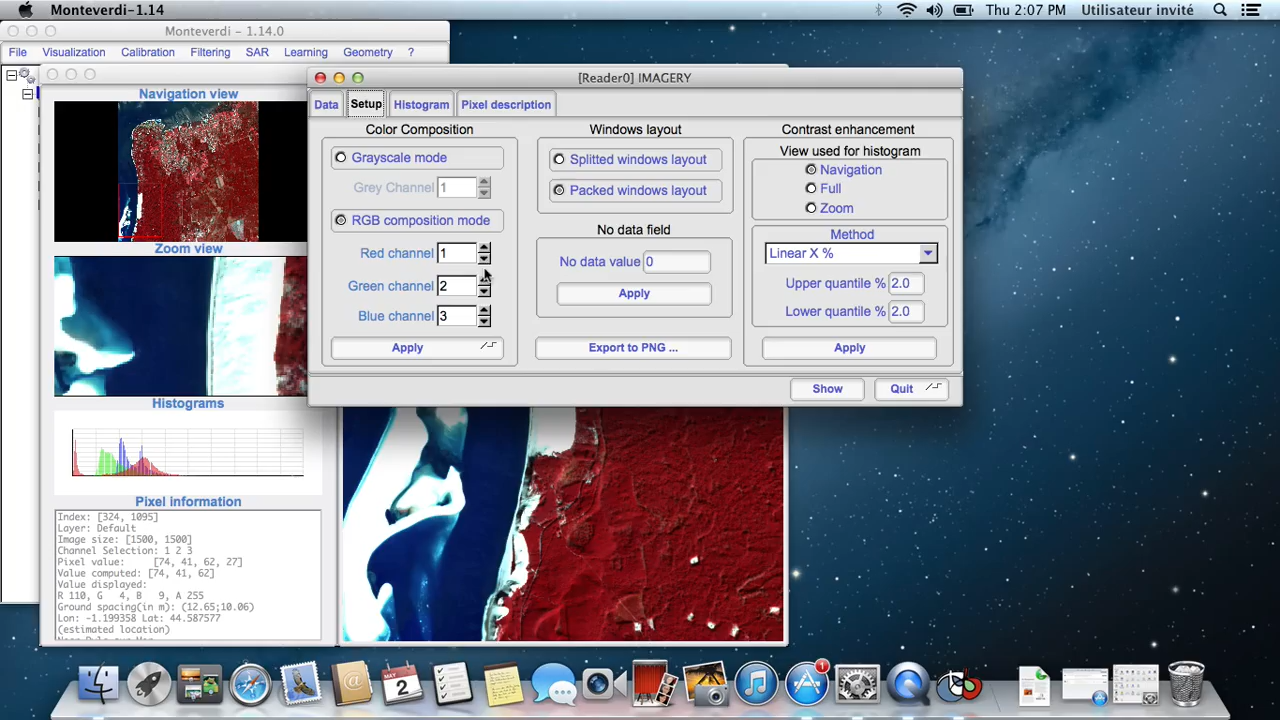 Monteverdi-1.14
Thu 2:07 PM Utilisateur invité
Monteverdi - 1.14.0
File Visualization Calibration Filtering SAR Learning Geometry ?
Navigation view
Zoom view
Histograms
Pixel information
Index: [324, 1095]
Layer: Default
Image size: [1500, 1500]
Channel Selection: 1 2 3
Pixel value: [74, 41, 62, 27]
Value computed: [74, 41, 62]
Value displayed:
R 110, G 4, B 9, A 255
Ground spacing(in m): (12.65;10.06)
Lon: -1.199358 Lat: 44.587577
(estimated location)
[Reader0] IMAGERY
Data Setup Histogram Pixel description
Color Composition
Grayscale mode
Grey Channel 1
RGB composition mode
Red channel 1
Green channel 2
Blue channel 3
Apply
Windows layout
Splitted windows layout
Packed windows layout
No data field
No data value 0
Apply
Export to PNG ...
Contrast enhancement
View used for histogram
Navigation
Full
Zoom
Method
Linear X %
Upper quantile % 2.0
Lower quantile % 2.0
Apply
Show Quit
MAY
2
1